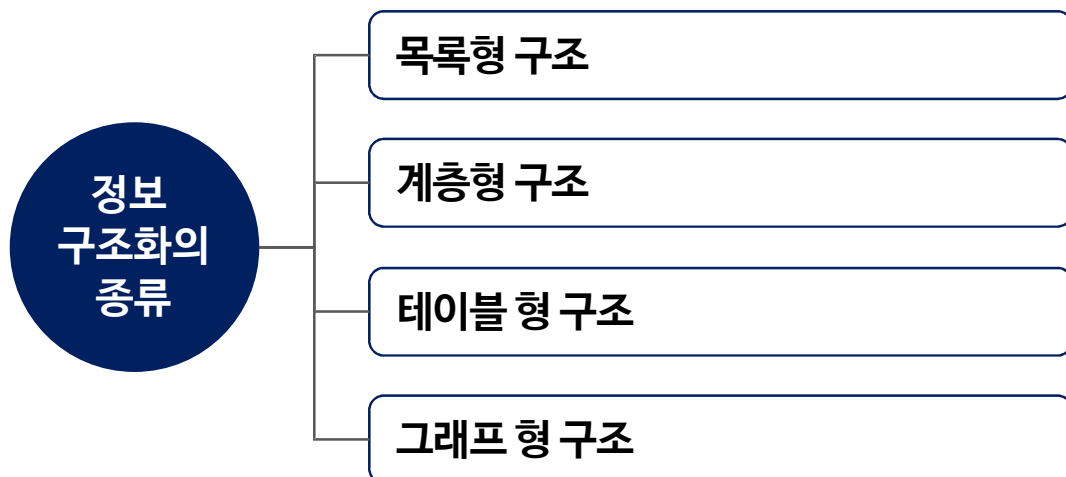 정보
구조화의
종류
목록형 구조
계층형 구조
테이블 형 구조
그래프 형 구조